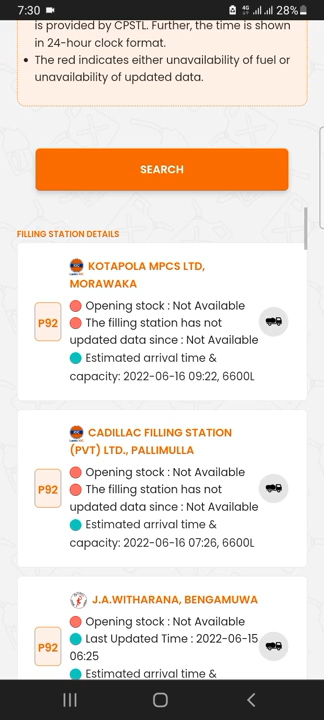 7:30
4G
28%
is provided by CPSTL. Further, the time is shown
in 24-hour clock format.
• The red indicates either unavailability of fuel or
unavailability of updated data.
SEARCH
FILLING STATION DETAILS
KOTAPOLA MPCS LTD,
MORAWAKA
P92
Opening stock : Not Available
The filling station has not
updated data since : Not Available
Estimated arrival time &
capacity: 2022-06-16 09:22, 6600L
CADILLAC FILLING STATION
(PVT) LTD., PALLIMULLA
P92
Opening stock : Not Available
The filling station has not
updated data since : Not Available
Estimated arrival time &
capacity: 2022-06-16 07:26, 6600L
J.A.WITHARANA, BENGAMUWA
P92
Opening stock : Not Available
Last Updated Time : 2022-06-15
06:25
Estimated arrival time &